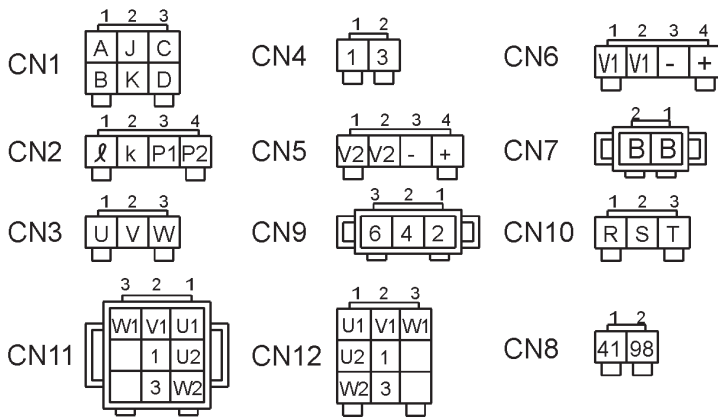 1 2 3
CN1 A J C
B K D
1 2
CN4 1 3
1 2 3 4
CN6 V1 V1 - +
1 2 3 4
CN2 ℓ k P1 P2
1 2 3 4
CN5 V2 V2 - +
2 1
CN7 B B
1 2 3
CN3 U V W
3 2 1
CN9 6 4 2
1 2 3
CN10 R S T
3 2 1
W1 V1 U1
CN11 1 U2
3 W2
1 2 3
U1 V1 W1
CN12 U2 1
W2 3
1 2
CN8 41 98